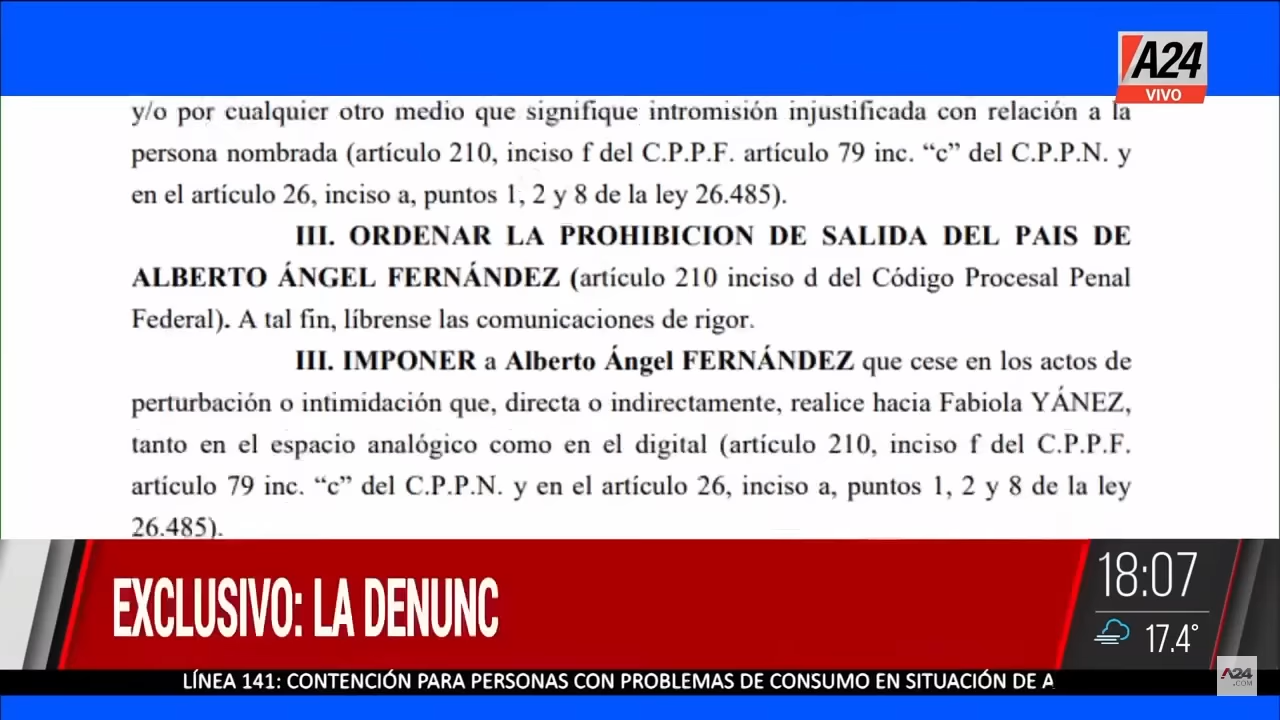 A24
VIVO
y/o por cualquier otro medio que signifique intromisión injustificada con relación a la
persona nombrada (artículo 210, inciso f del C.P.P.F. artículo 79 inc. “c” del C.P.P.N. y
en el artículo 26, inciso a, puntos 1, 2 y 8 de la ley 26.485).
III. ORDENAR LA PROHIBICION DE SALIDA DEL PAIS DE
ALBERTO ÁNGEL FERNÁNDEZ (artículo 210 inciso d del Código Procesal Penal
Federal). A tal fin, líbrense las comunicaciones de rigor.
III. IMPONER a Alberto Ángel FERNÁNDEZ que cese en los actos de
perturbación o intimidación que, directa o indirectamente, realice hacia Fabiola YÁNEZ,
tanto en el espacio analógico como en el digital (artículo 210, inciso f del C.P.P.F.
artículo 79 inc. “c” del C.P.P.N. y en el artículo 26, inciso a, puntos 1, 2 y 8 de la ley
26.485).
EXCLUSIVO: LA DENUNC
18:07
17.4°
LÍNEA 141: CONTENCIÓN PARA PERSONAS CON PROBLEMAS DE CONSUMO EN SITUACIÓN DE A
A24
.COM